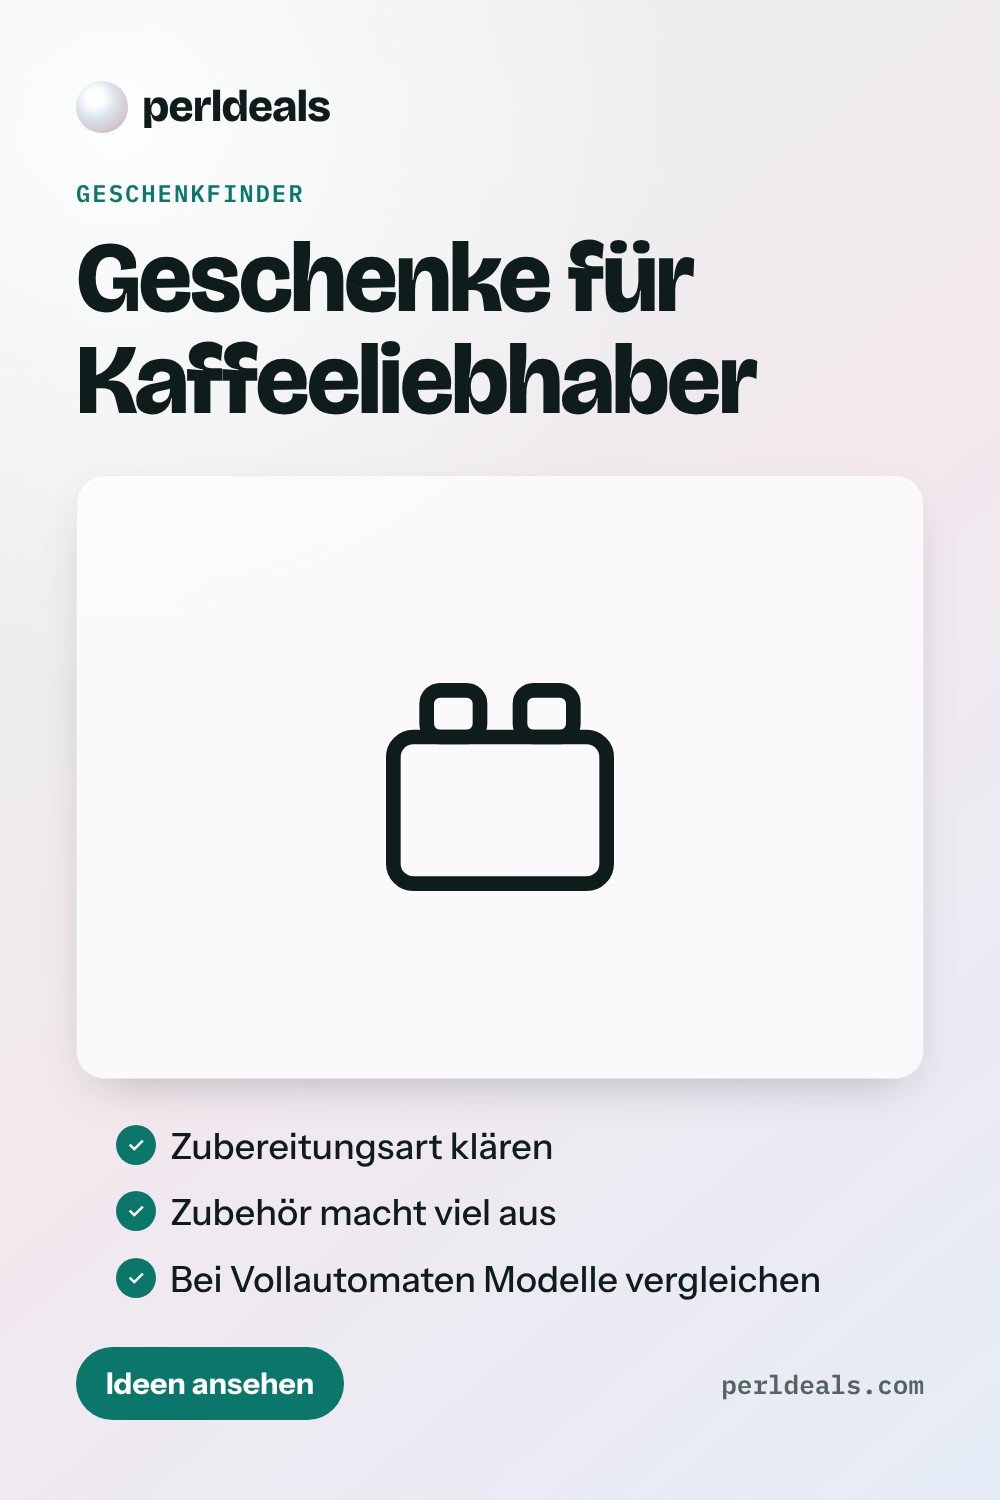 perldeals
GESCHENKFINDER
Geschenke für
Kaffeeliebhaber
Zubereitungsart klären
Zubehör macht viel aus
Bei Vollautomaten Modelle vergleichen
Ideen ansehen
perldeals.com